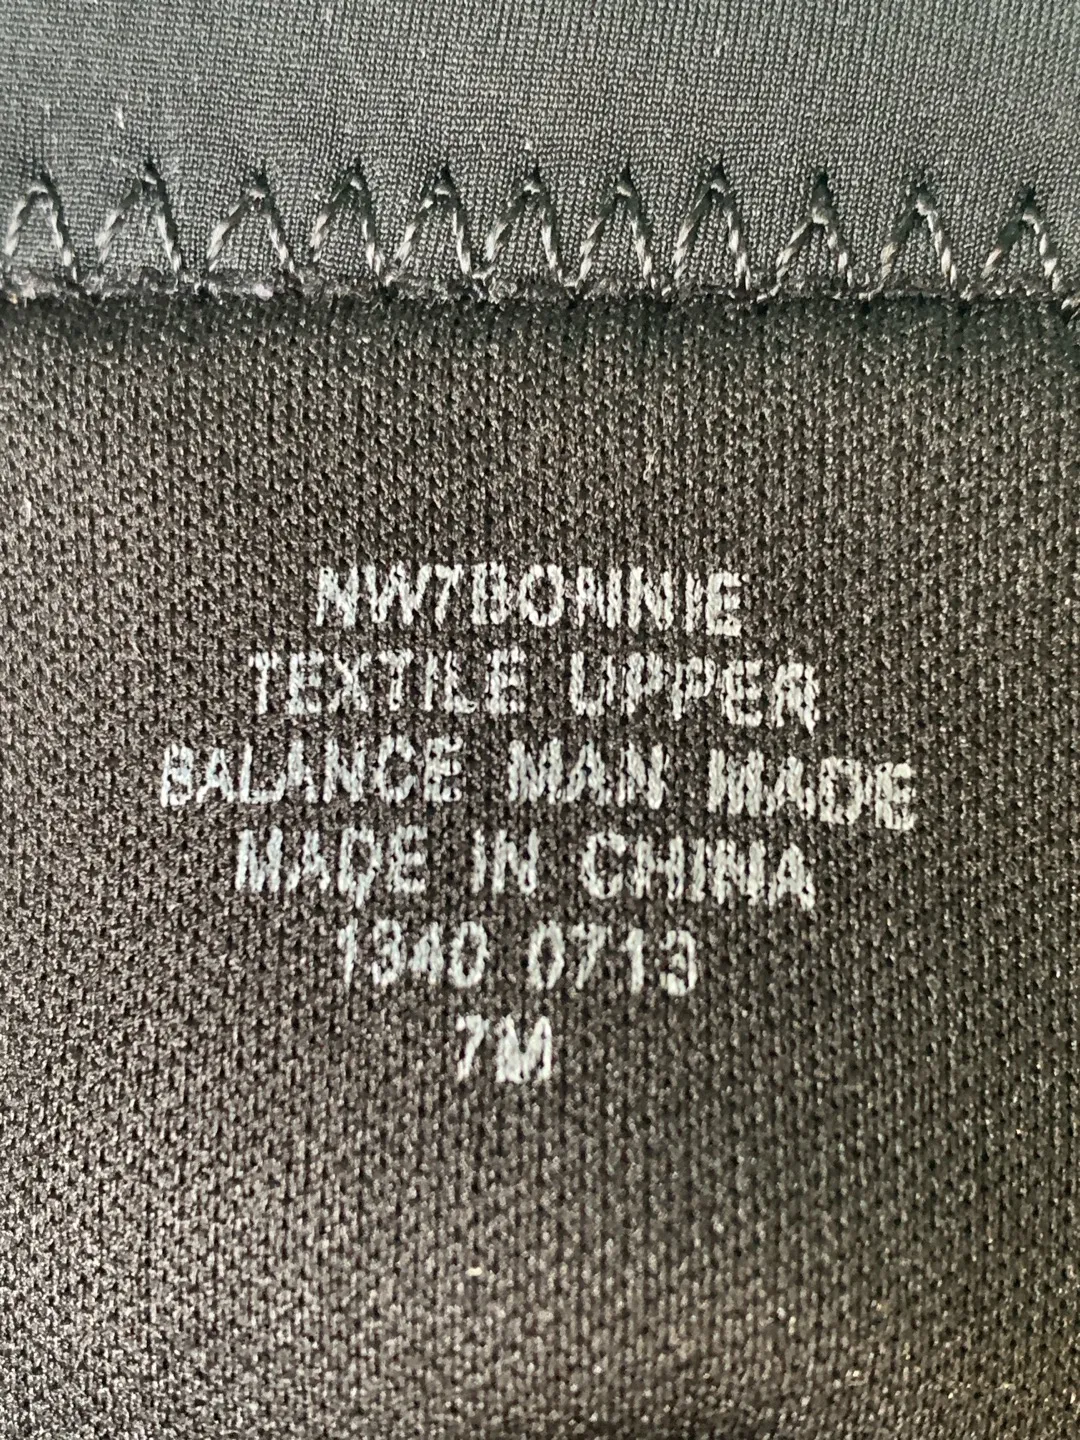 NW7BONNIE
TEXTILE UPPER
BALANCE MAN MADE
MADE IN CHINA
1340 0713
7M